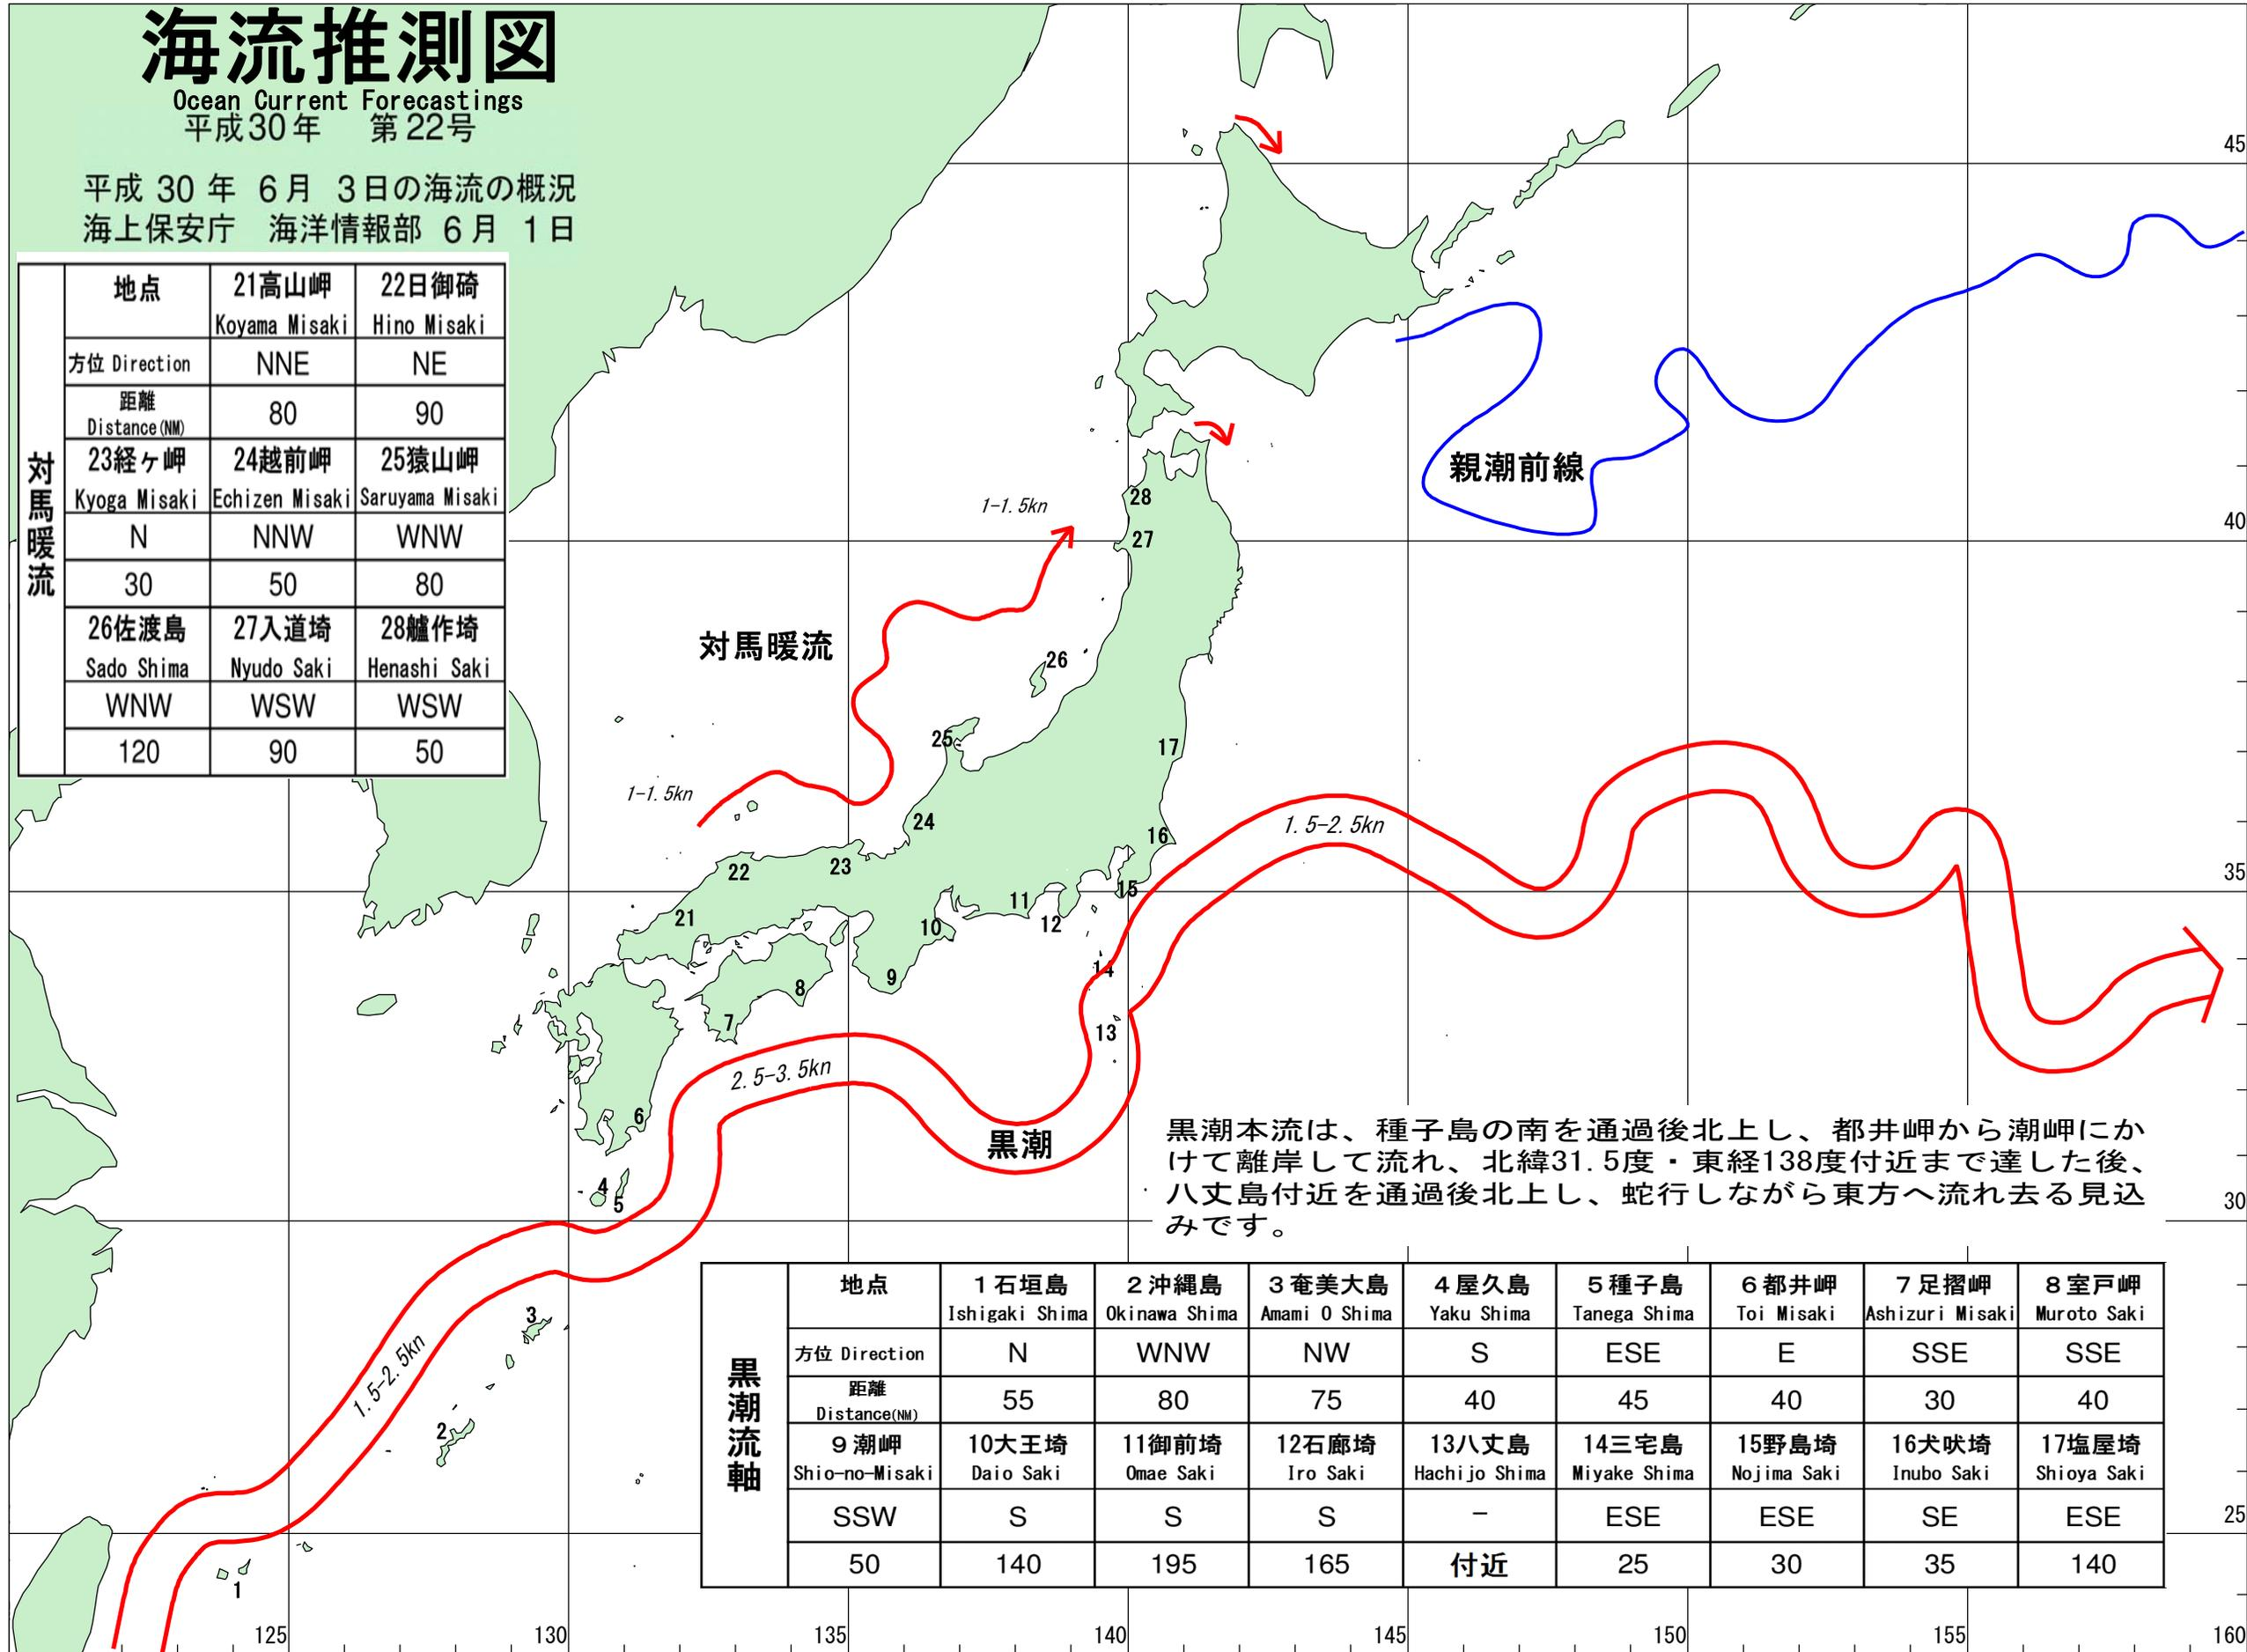 海流推測図
Ocean Current Forecastings
平成30年 第22号
平成 30 年 6月 3日の海流の概況
海上保安庁 海洋情報部 6月 1日
対馬暖流
地点 21高山岬 22日御碕
Koyama Misaki Hino Misaki
方位 Direction NNE NE
距離 80 90
Distance(NM)
23経ヶ岬 24越前岬 25猿山岬
Kyoga Misaki Echizen Misaki Saruyama Misaki
N NNW WNW
30 50 80
26佐渡島 27入道埼 28艫作埼
Sado Shima Nyudo Saki Henashi Saki
WNW WSW WSW
120 90 50
45
親潮前線
28
1-1.5kn
27
40
対馬暖流
26
25
17
1-1.5kn
24
16
1.5-2.5kn
22
23
35
15
11
21
10
12
14
9
8
7
13
2.5-3.5kn
6
黒潮
黒潮本流は、種子島の南を通過後北上し、都井岬から潮岬にか
けて離岸して流れ、北緯31.5度・東経138度付近まで達した後、
八丈島付近を通過後北上し、蛇行しながら東方へ流れ去る見込
みです。
4
5
30
3
1.5-2.5kn
2
1
黒潮流軸
地点 1石垣島 2沖縄島 3奄美大島 4屋久島 5種子島 6都井岬 7足摺岬 8室戸岬
Ishigaki Shima Okinawa Shima Amami O Shima Yaku Shima Tanega Shima Toi Misaki Ashizuri Misaki Muroto Saki
方位 Direction N WNW NW S ESE E SSE SSE
距離 55 80 75 40 45 40 30 40
Distance(NM)
9潮岬 10大王埼 11御前埼 12石廊埼 13八丈島 14三宅島 15野島埼 16犬吠埼 17塩屋埼
Shio-no-Misaki Daio Saki Omae Saki Iro Saki Hachijo Shima Miyake Shima Nojima Saki Inubo Saki Shioya Saki
SSW S S S - ESE ESE SE ESE
50 140 195 165 付近 25 30 35 140
25
125 130 135 140 145 150 155 160